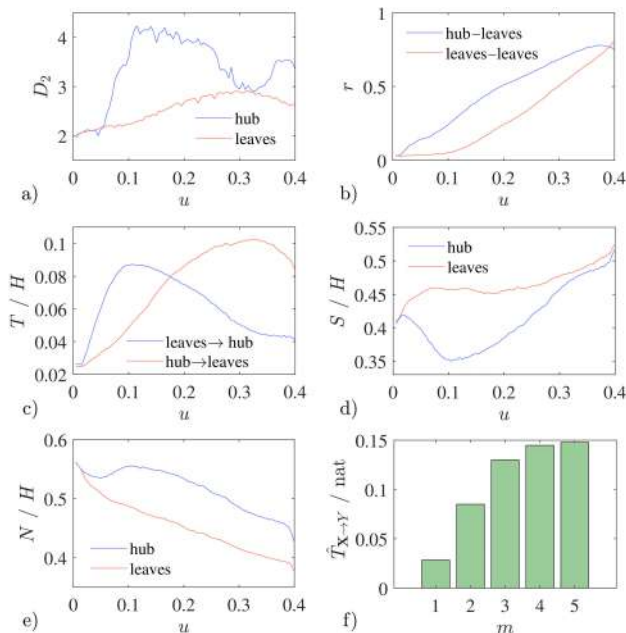 4
3
2
D₂
hub
leaves
0
0.1
0.2
0.3
0.4
a)
u
1
0.5
0
r
hub–leaves
leaves–leaves
0
0.1
0.2
0.3
0.4
b)
u
0.1
0.08
0.06
0.04
0.02
T / H
leaves→hub
hub→leaves
0
0.1
0.2
0.3
0.4
c)
u
0.55
0.5
0.45
0.4
0.35
S / H
hub
leaves
0
0.1
0.2
0.3
0.4
d)
u
0.6
0.5
0.4
N / H
hub
leaves
0
0.1
0.2
0.3
0.4
e)
u
0.15
0.1
0.05
0
T̂X→Y / nat
1 2 3 4 5
f)
m